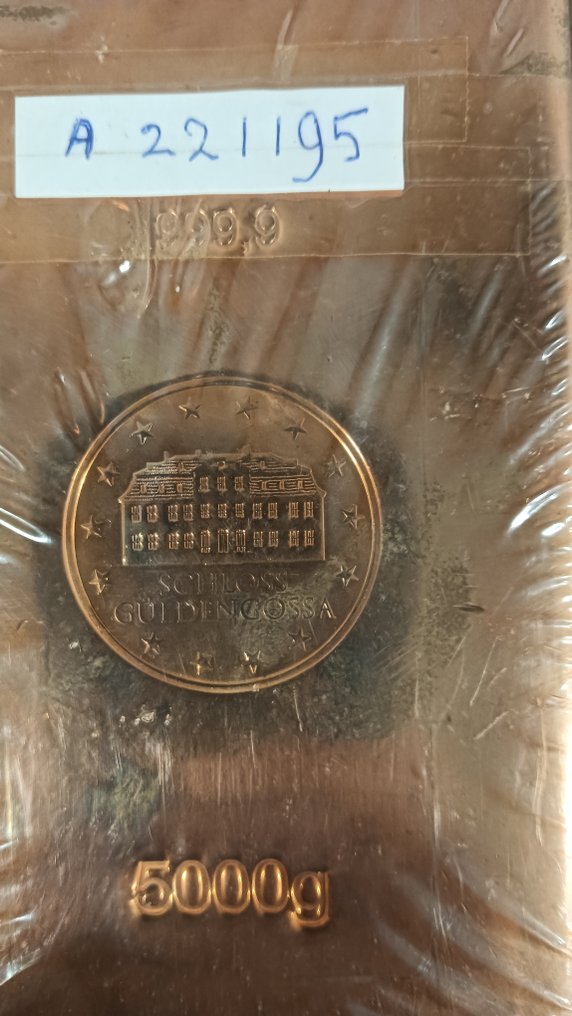 A 221195
999,9
SCHLOSS
GÜLDENGOSSA
5000g